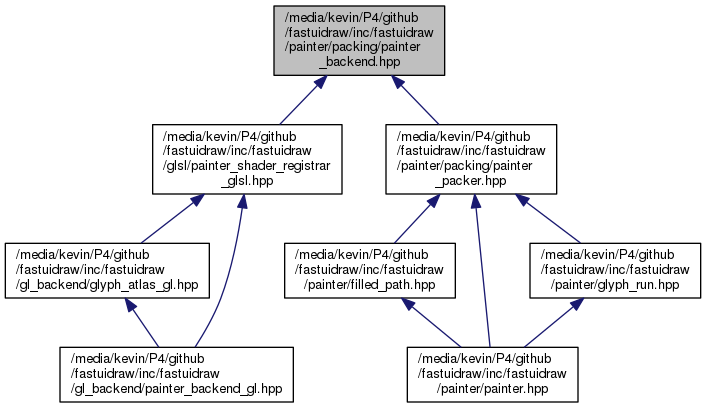 /media/kevin/P4/github
/fastuidraw/inc/fastuidraw
/painter/packing/painter
_backend.hpp
/media/kevin/P4/github
/fastuidraw/inc/fastuidraw
/glsl/painter_shader_registrar
_glsl.hpp
/media/kevin/P4/github
/fastuidraw/inc/fastuidraw
/painter/packing/painter
_packer.hpp
/media/kevin/P4/github
/fastuidraw/inc/fastuidraw
/gl_backend/glyph_atlas_gl.hpp
/media/kevin/P4/github
/fastuidraw/inc/fastuidraw
/painter/filled_path.hpp
/media/kevin/P4/github
/fastuidraw/inc/fastuidraw
/painter/glyph_run.hpp
/media/kevin/P4/github
/fastuidraw/inc/fastuidraw
/gl_backend/painter_backend_gl.hpp
/media/kevin/P4/github
/fastuidraw/inc/fastuidraw
/painter/painter.hpp